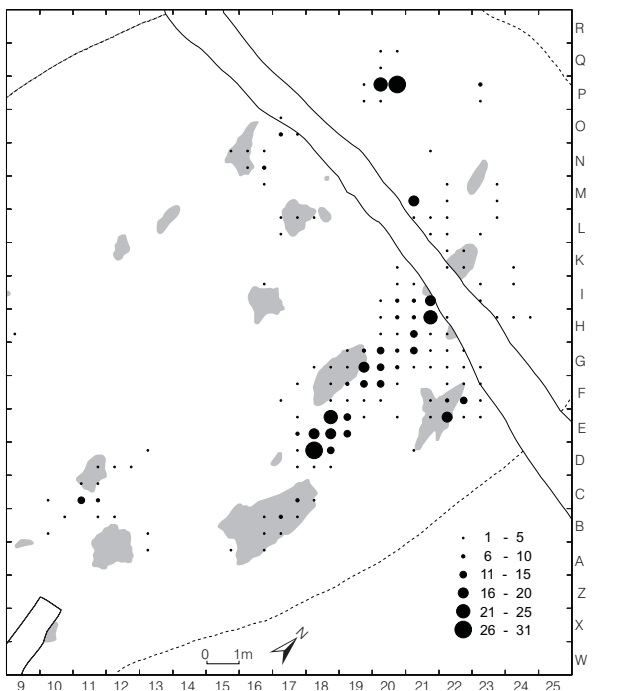 R
Q
P
O
N
M
L
K
I
H
G
F
E
D
C
B
A
Z
X
W
1 - 5
6 - 10
11 - 15
16 - 20
21 - 25
26 - 31
0 1m
N
9 10 11 12 13 14 15 16 17 18 19 20 21 22 23 24 25